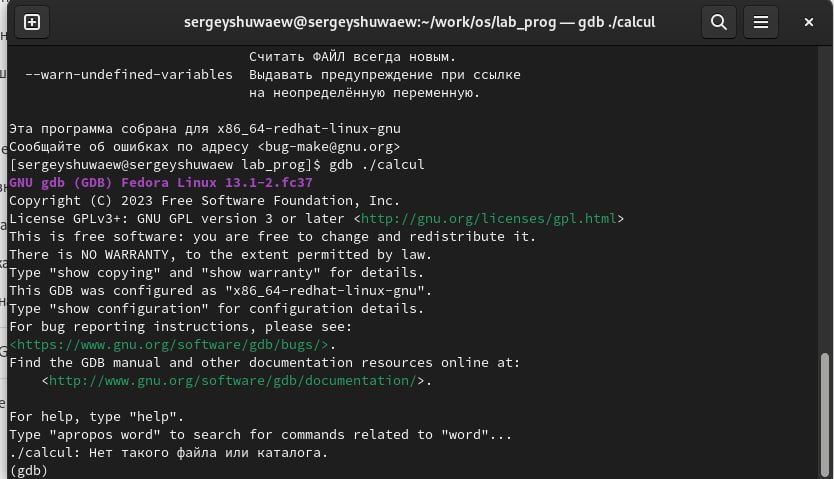 sergeyshuwaew@sergeyshuwaew:~/work/os/lab_prog — gdb ./calcul
Считать ФАЙЛ всегда новым.
--warn-undefined-variables  Выдавать предупреждение при ссылке
на неопределённую переменную.
Эта программа собрана для x86_64-redhat-linux-gnu
Сообщайте об ошибках по адресу <bug-make@gnu.org>
[sergeyshuwaew@sergeyshuwaew lab_prog]$ gdb ./calcul
GNU gdb (GDB) Fedora Linux 13.1-2.fc37
Copyright (C) 2023 Free Software Foundation, Inc.
License GPLv3+: GNU GPL version 3 or later <http://gnu.org/licenses/gpl.html>
This is free software: you are free to change and redistribute it.
There is NO WARRANTY, to the extent permitted by law.
Type "show copying" and "show warranty" for details.
This GDB was configured as "x86_64-redhat-linux-gnu".
Type "show configuration" for configuration details.
For bug reporting instructions, please see:
<https://www.gnu.org/software/gdb/bugs/>.
Find the GDB manual and other documentation resources online at:
    <http://www.gnu.org/software/gdb/documentation/>.
For help, type "help".
Type "apropos word" to search for commands related to "word"...
./calcul: Нет такого файла или каталога.
(gdb)